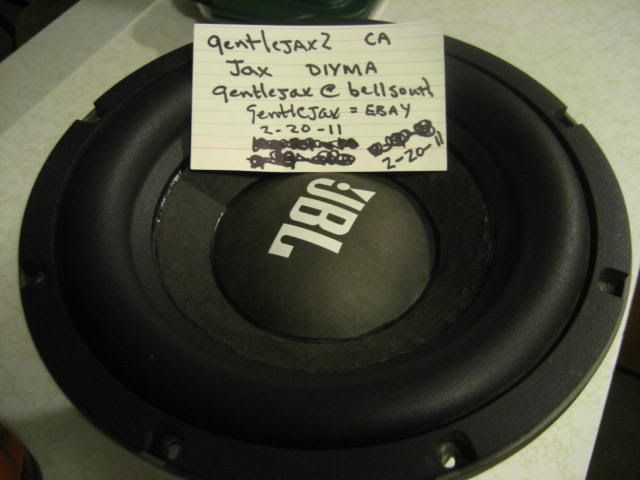 gentlejax2 CA
Jax DIYMA
gentlejax @ bellsouth
gentlejax = EBAY
2-20-11
2-20-11
JBL